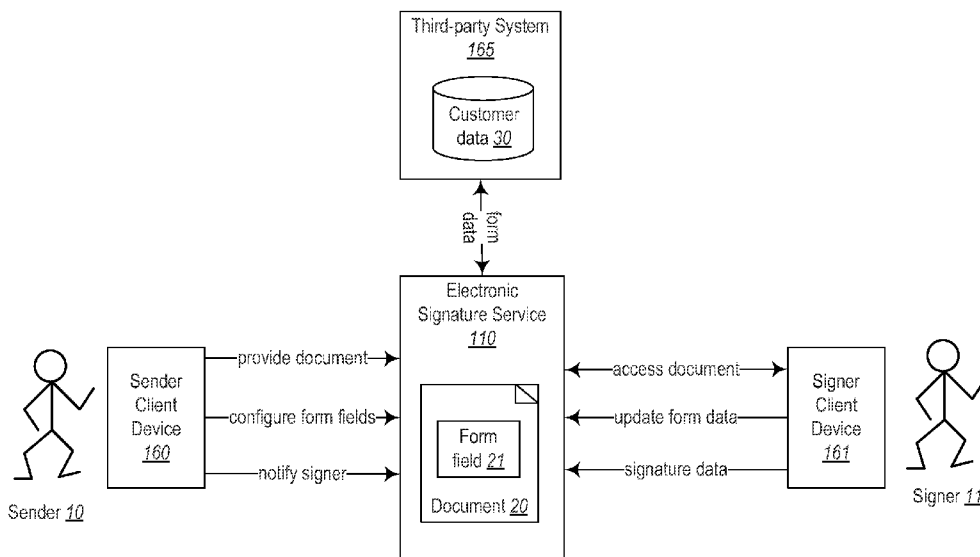 Third-party System
165
Customer
data 30
form
data
Electronic
Signature Service
110
provide document
configure form fields
notify signer
Sender
Client
Device
160
Sender 10
Form
field 21
Document 20
access document
update form data
signature data
Signer
Client
Device
161
Signer 11